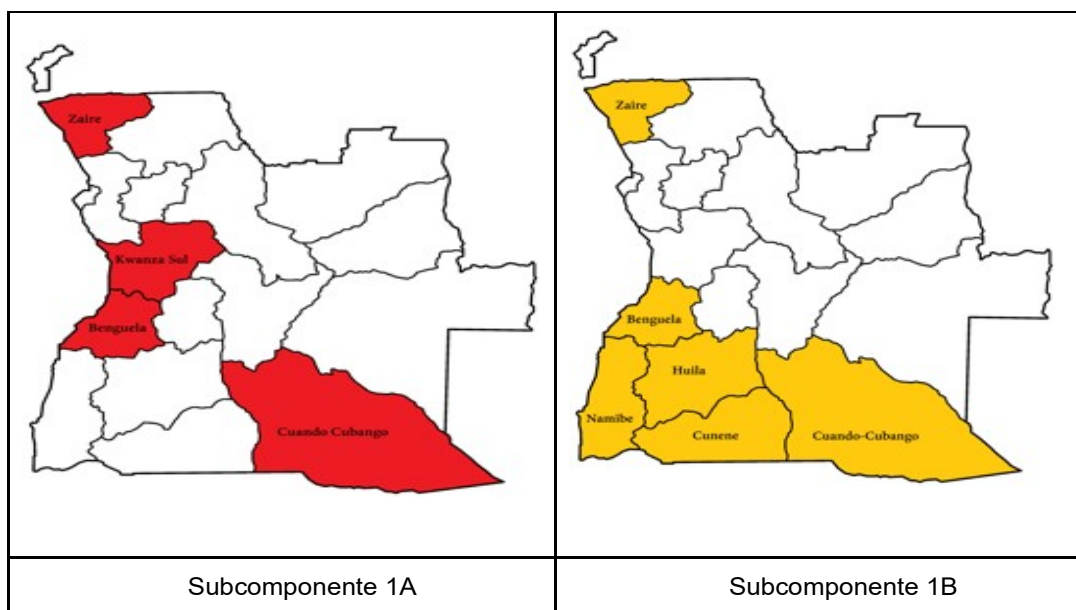 Zaire
Kwanza Sul
Benguela
Cuando Cubango
Subcomponente 1A
Zaire
Benguela
Huila
Namibe
Cunene
Cuando-Cubango
Subcomponente 1B